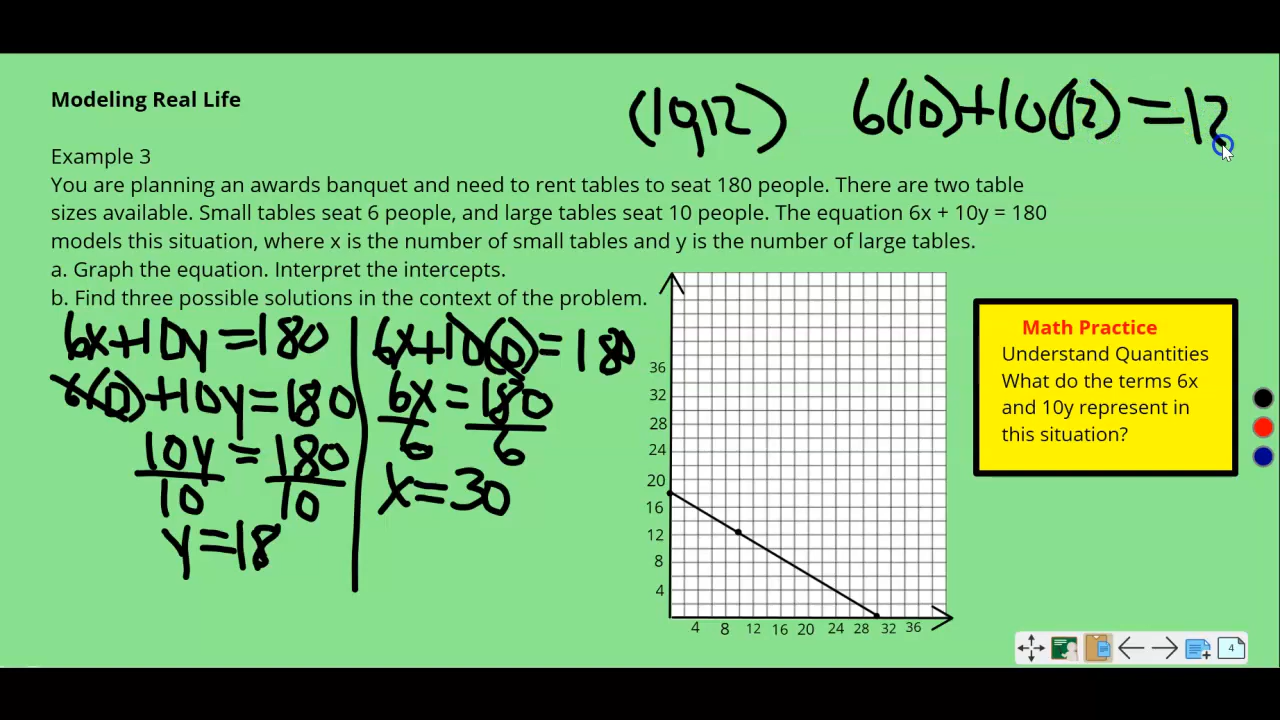 Modeling Real Life
(10,12) 6(10)+10(12)=12
Example 3
You are planning an awards banquet and need to rent tables to seat 180 people. There are two table
sizes available. Small tables seat 6 people, and large tables seat 10 people. The equation 6x + 10y = 180
models this situation, where x is the number of small tables and y is the number of large tables.
a. Graph the equation. Interpret the intercepts.
b. Find three possible solutions in the context of the problem.
6x+10y=180
6(0)+10y=180
10y=180
10 10
y=18
6x+10(0)=180
6x=180
6 6
x=30
36
32
28
24
20
16
12
8
4
4 8 12 16 20 24 28 32 36
Math Practice
Understand Quantities
What do the terms 6x
and 10y represent in
this situation?
4